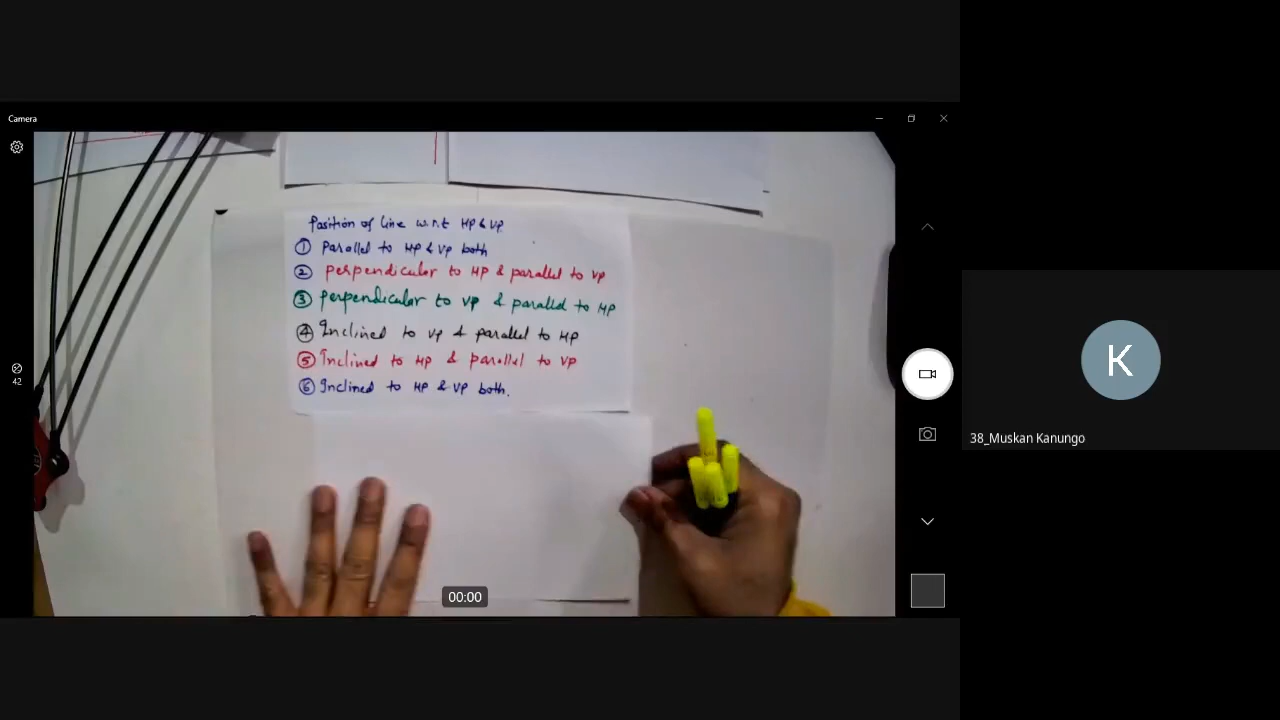 Camera
Position of line w.r.t HP & VP
① Parallel to HP & VP both
② perpendicular to HP & parallel to VP
③ perpendicular to VP & parallel to HP
④ Inclined to VP & parallel to HP
⑤ Inclined to HP & parallel to VP
⑥ Inclined to HP & VP both.
42
00:00
K
38_Muskan Kanungo